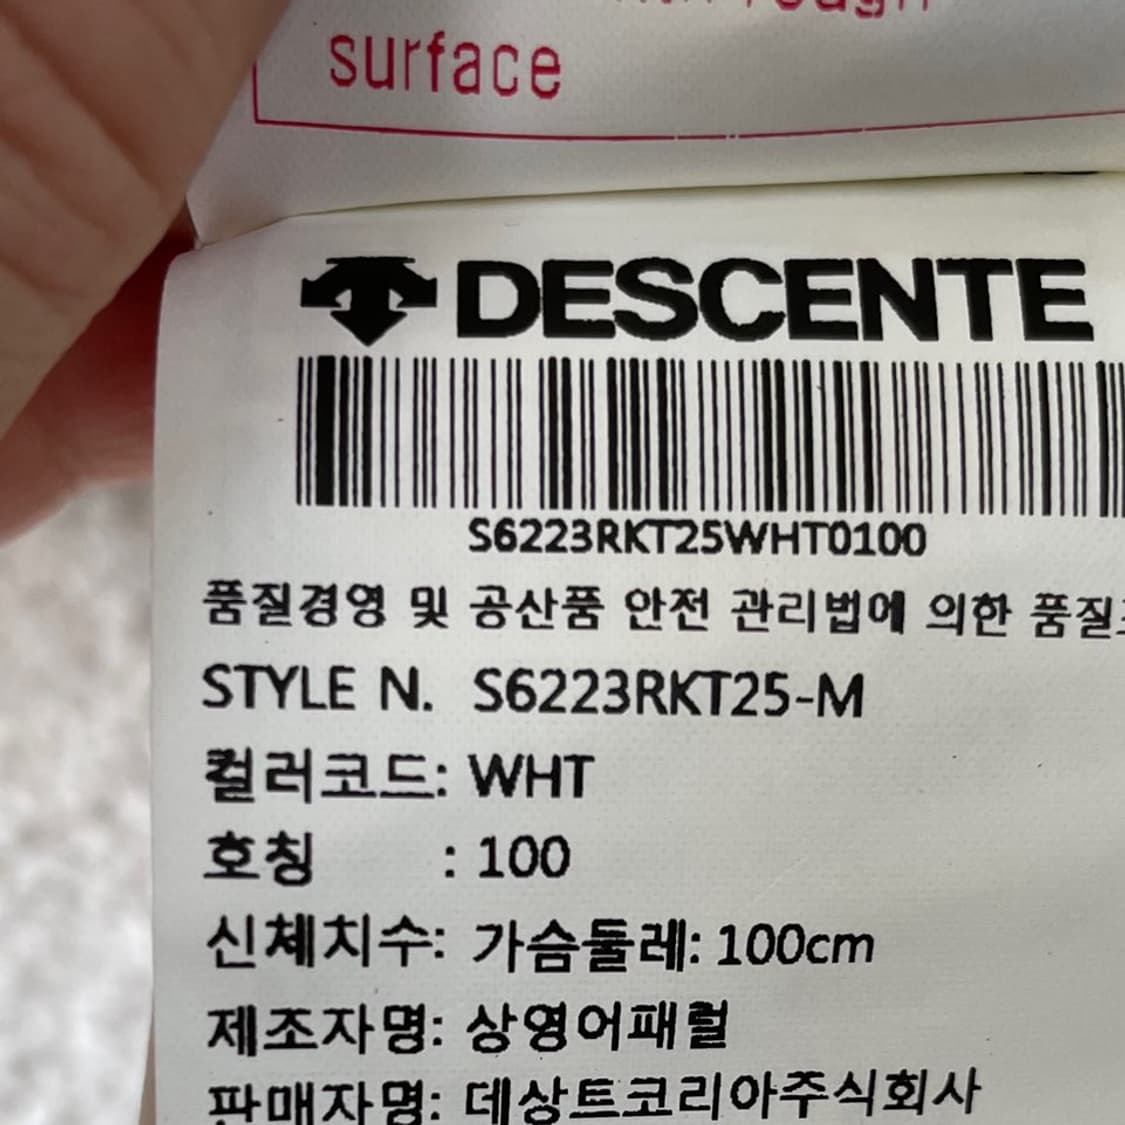 surface
DESCENTE
S6223RKT25WHT0100
품질경영 및 공산품 안전 관리법에 의한 품질
STYLE N. S6223RKT25-M
컬러코드: WHT
호칭 : 100
신체치수: 가슴둘레: 100cm
제조자명: 상영어패럴
판매자명: 데상트코리아주식회사